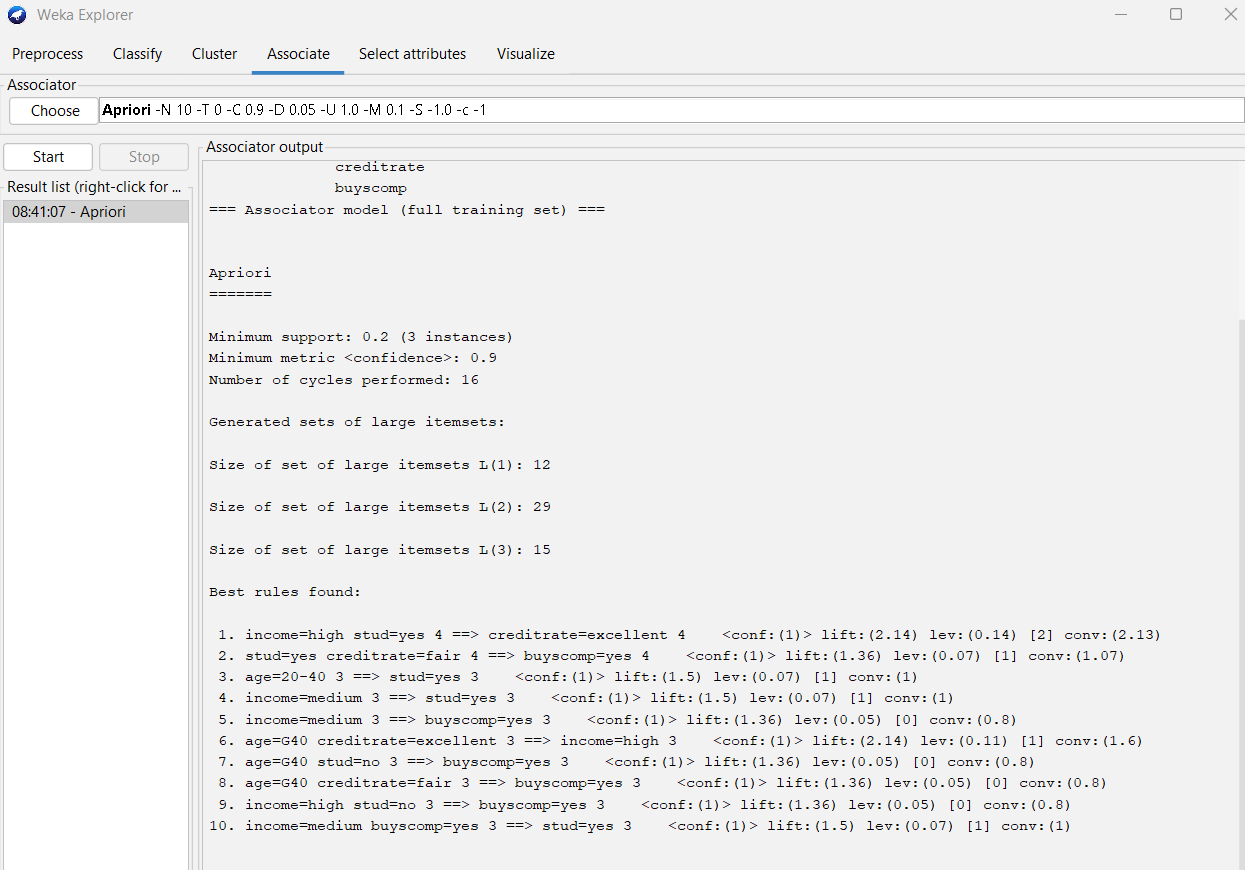 Weka Explorer
Preprocess Classify Cluster Associate Select attributes Visualize
Associator
Choose Apriori -N 10 -T 0 -C 0.9 -D 0.05 -U 1.0 -M 0.1 -S -1.0 -c -1
Start Stop
Result list (right-click for ...
08:41:07 - Apriori
Associator output
creditrate
buyscomp
=== Associator model (full training set) ===
Apriori
=======
Minimum support: 0.2 (3 instances)
Minimum metric <confidence>: 0.9
Number of cycles performed: 16
Generated sets of large itemsets:
Size of set of large itemsets L(1): 12
Size of set of large itemsets L(2): 29
Size of set of large itemsets L(3): 15
Best rules found:
1. income=high stud=yes 4 ==> creditrate=excellent 4 <conf:(1)> lift:(2.14) lev:(0.14) [2] conv:(2.13)
2. stud=yes creditrate=fair 4 ==> buyscomp=yes 4 <conf:(1)> lift:(1.36) lev:(0.07) [1] conv:(1.07)
3. age=20-40 3 ==> stud=yes 3 <conf:(1)> lift:(1.5) lev:(0.07) [1] conv:(1)
4. income=medium 3 ==> stud=yes 3 <conf:(1)> lift:(1.5) lev:(0.07) [1] conv:(1)
5. income=medium 3 ==> buyscomp=yes 3 <conf:(1)> lift:(1.36) lev:(0.05) [0] conv:(0.8)
6. age=G40 creditrate=excellent 3 ==> income=high 3 <conf:(1)> lift:(2.14) lev:(0.11) [1] conv:(1.6)
7. age=G40 stud=no 3 ==> buyscomp=yes 3 <conf:(1)> lift:(1.36) lev:(0.05) [0] conv:(0.8)
8. age=G40 creditrate=fair 3 ==> buyscomp=yes 3 <conf:(1)> lift:(1.36) lev:(0.05) [0] conv:(0.8)
9. income=high stud=no 3 ==> buyscomp=yes 3 <conf:(1)> lift:(1.36) lev:(0.05) [0] conv:(0.8)
10. income=medium buyscomp=yes 3 ==> stud=yes 3 <conf:(1)> lift:(1.5) lev:(0.07) [1] conv:(1)